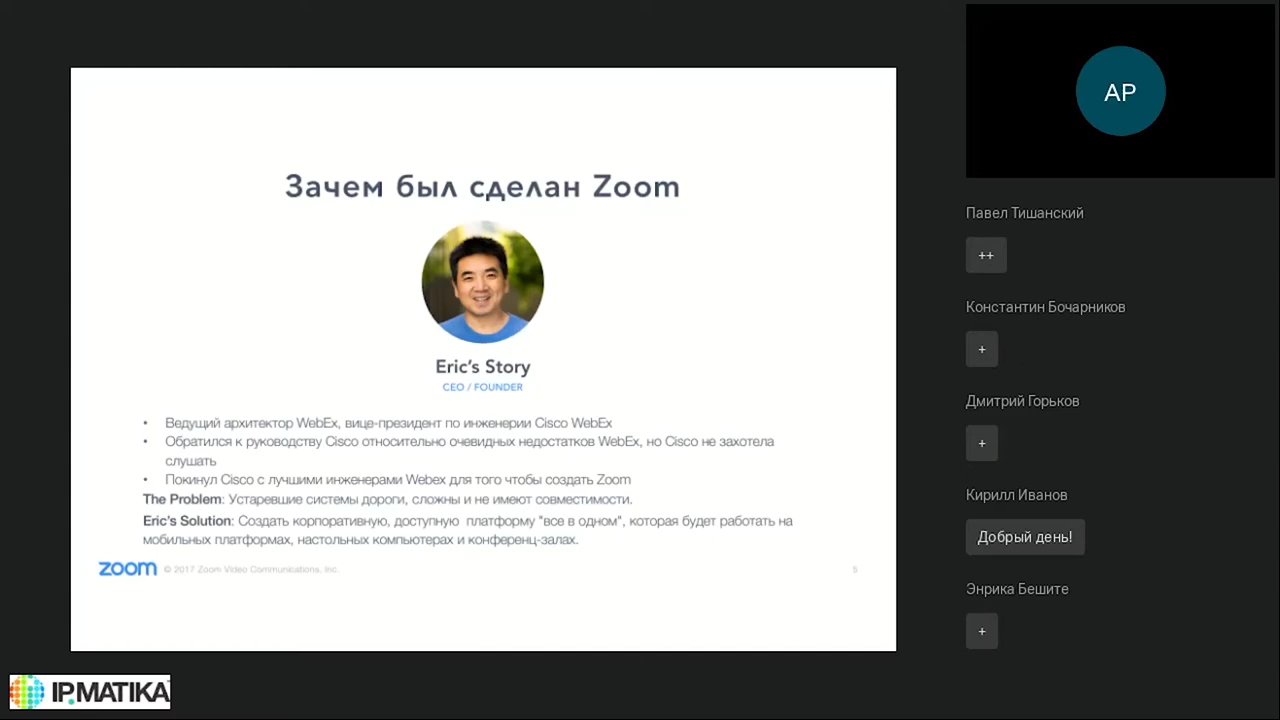 Зачем был сделан Zoom
Eric's Story
CEO / FOUNDER
• Ведущий архитектор WebEx, вице-президент по инженерии Cisco WebEx
• Обратился к руководству Cisco относительно очевидных недостатков WebEx, но Cisco не захотела
слушать
• Покинул Cisco с лучшими инженерами Webex для того чтобы создать Zoom
The Problem: Устаревшие системы дороги, сложны и не имеют совместимости.
Eric's Solution: Создать корпоративную, доступную платформу "все в одном", которая будет работать на
мобильных платформах, настольных компьютерах и конференц-залах.
zoom © 2017 Zoom Video Communications, Inc. 5
IPMATIKA
AP
Павел Тишанский
++
Константин Бочарников
+
Дмитрий Горьков
+
Кирилл Иванов
Добрый день!
Энрика Бешите
+